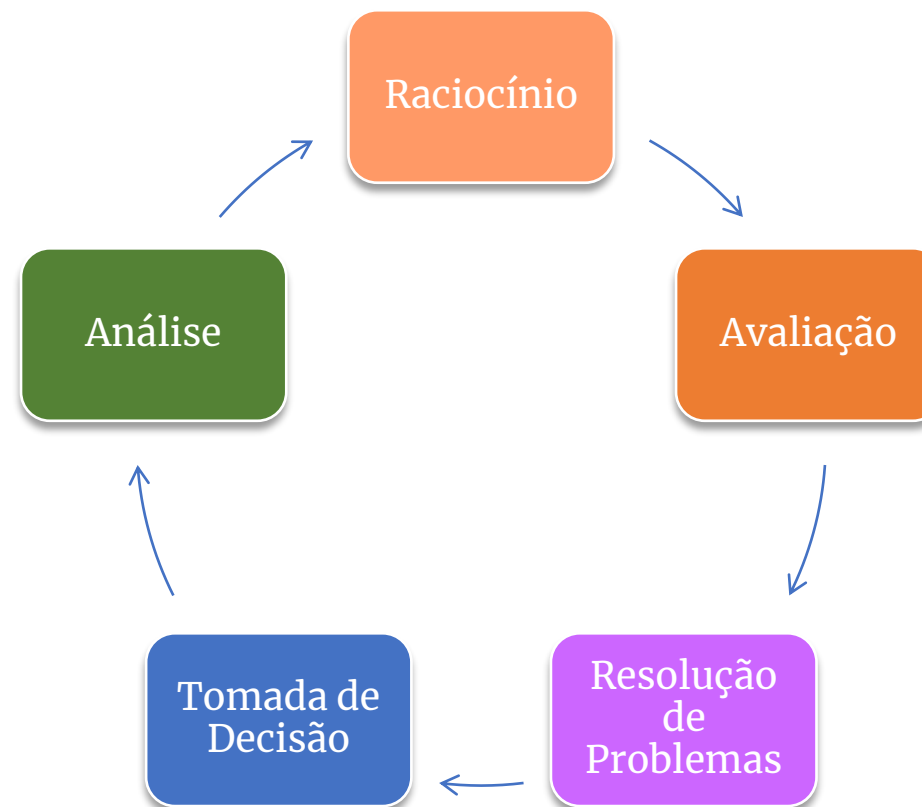 Raciocínio
Análise
Avaliação
Tomada de
Decisão
Resolução
de
Problemas